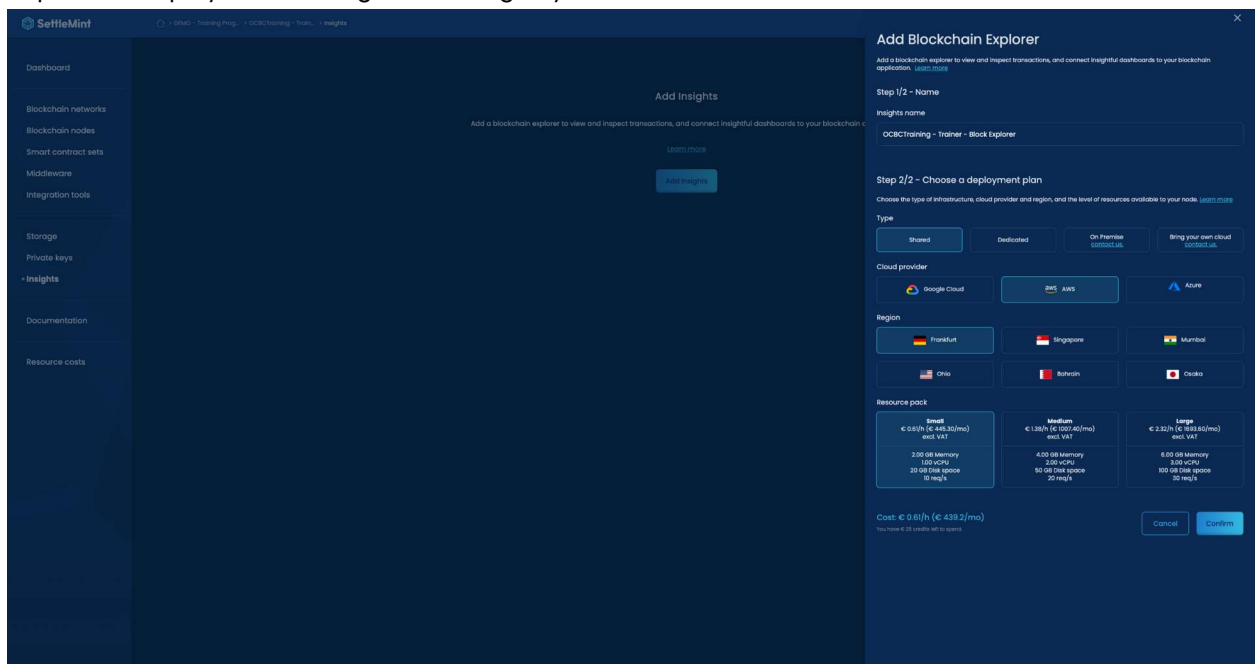 SettleMint
Insights
Dashboard
Blockchain networks
Blockchain nodes
Smart contract sets
Middleware
Integration tools
Storage
Private keys
Insights
Documentation
Resource costs
Add Insights
Add a blockchain explorer to view and inspect transactions, and connect insightful dashboards to your blockchain
Learn more
Add Insights
Add Blockchain Explorer
Add a blockchain explorer to view and inspect transactions, and connect insightful dashboards to your blockchain
application. Learn more
Step 1/2 - Name
Insights name
OCBCTraining - Trainer - Block Explorer
Step 2/2 - Choose a deployment plan
Choose the type of infrastructure, cloud provider and region, and the level of resources available to your node. Learn more
Type
Shared
Dedicated
On Premise
contact us.
Bring your own cloud
contact us.
Cloud provider
Google Cloud
aws AWS
Azure
Region
Frankfurt
Singapore
Mumbai
Ohio
Bahrain
Osaka
Resource pack
Small
€ 0.61/h (€ 445.30/mo)
excl. VAT
2.00 GB Memory
1.00 vCPU
20 GB Disk space
10 req/s
Medium
€ 1.38/h (€ 1007.40/mo)
excl. VAT
4.00 GB Memory
2.00 vCPU
50 GB Disk space
20 req/s
Large
€ 2.32/h (€ 1693.60/mo)
excl. VAT
6.00 GB Memory
3.00 vCPU
100 GB Disk space
30 req/s
Cost: € 0.61/h (€ 439.2/mo)
You have € 25 credits left to spend.
Cancel
Confirm